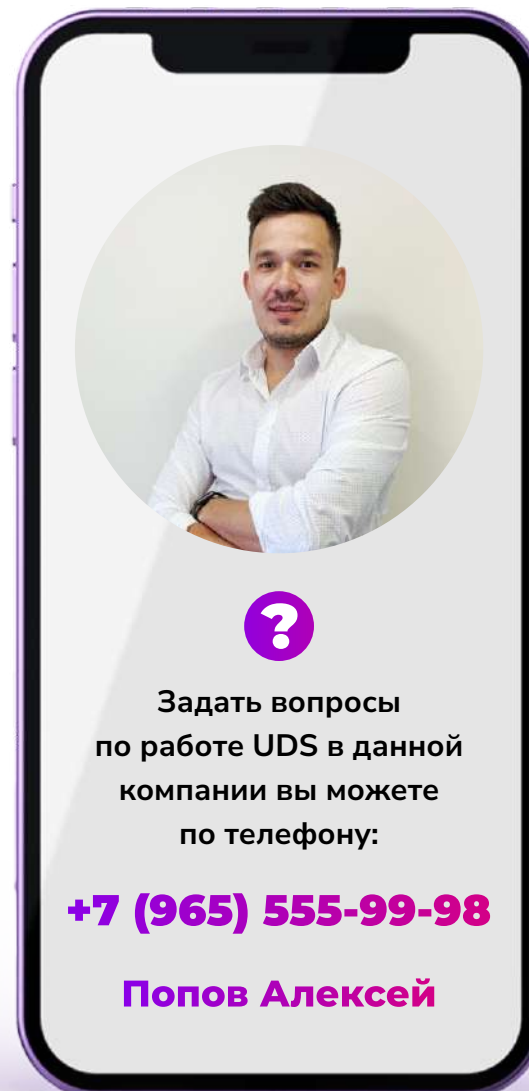 ?
Задать вопросы
по работе UDS в данной
компании вы можете
по телефону:
+7 (965) 555-99-98
Попов Алексей